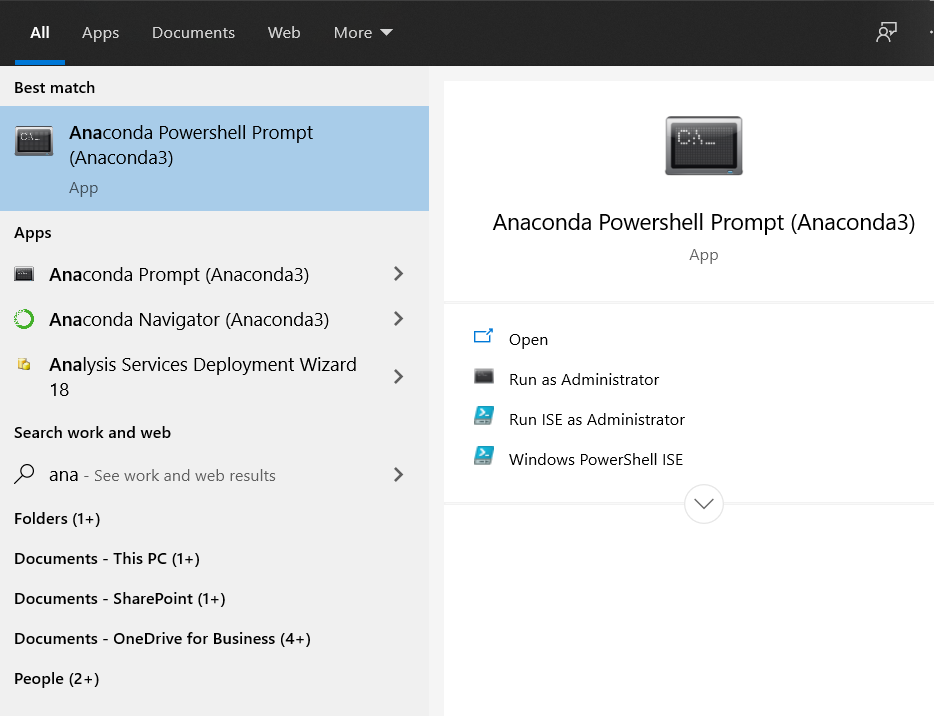 All Apps Documents Web More
Best match
Anaconda Powershell Prompt
(Anaconda3)
App
Apps
Anaconda Prompt (Anaconda3)
Anaconda Navigator (Anaconda3)
Analysis Services Deployment Wizard
18
Search work and web
ana - See work and web results
Folders (1+)
Documents - This PC (1+)
Documents - SharePoint (1+)
Documents - OneDrive for Business (4+)
People (2+)
C:\_
Anaconda Powershell Prompt (Anaconda3)
App
Open
Run as Administrator
Run ISE as Administrator
Windows PowerShell ISE